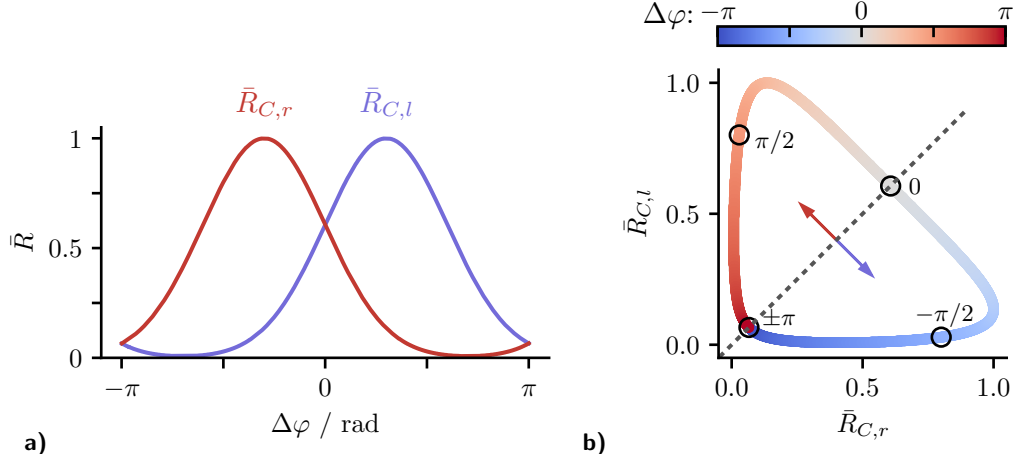 R̄_{C,r} R̄_{C,l}
1
R̄
0.5
0
−π 0 π
Δφ / rad
a)
Δφ: −π 0 π
1.0
π/2
0
R̄_{C,l}
0.5
±π
−π/2
0.0
0.0 0.5 1.0
R̄_{C,r}
b)